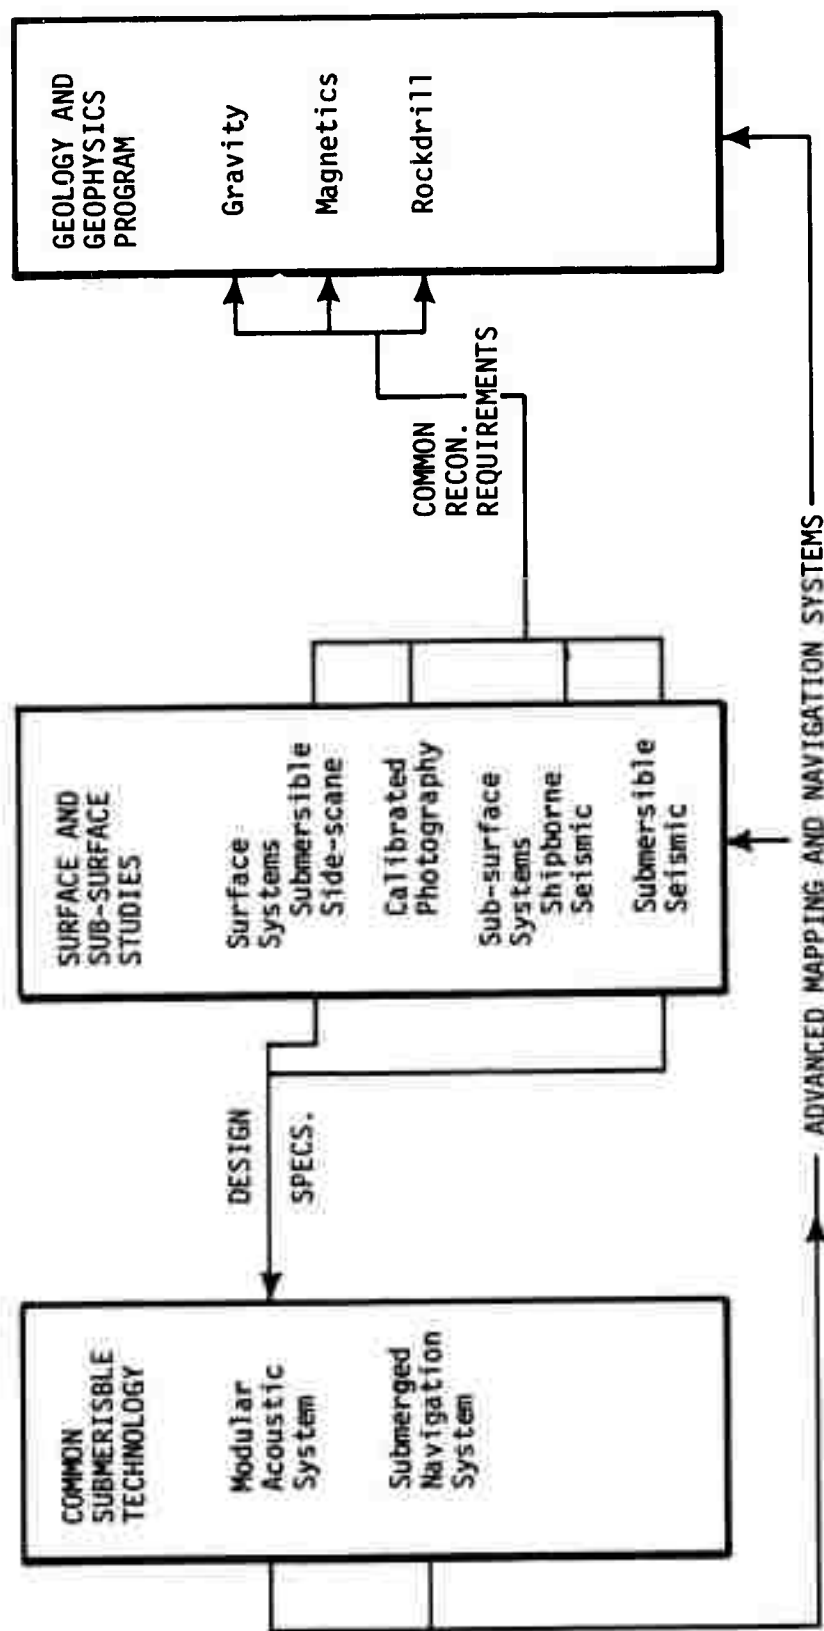 COMMON
SUBMERISBLE
TECHNOLOGY
Modular
Acoustic
System
Submerged
Navigation
System
DESIGN
SPECS.
SURFACE AND
SUB-SURFACE
STUDIES
Surface
Systems
Submersible
Side-scane
Calibrated
Photography
Sub-surface
Systems
Shipborne
Seismic
Submersible
Seismic
COMMON
RECON.
REQUIREMENTS
GEOLOGY AND
GEOPHYSICS
PROGRAM
Gravity
Magnetics
Rockdrill
ADVANCED MAPPING AND NAVIGATION SYSTEMS